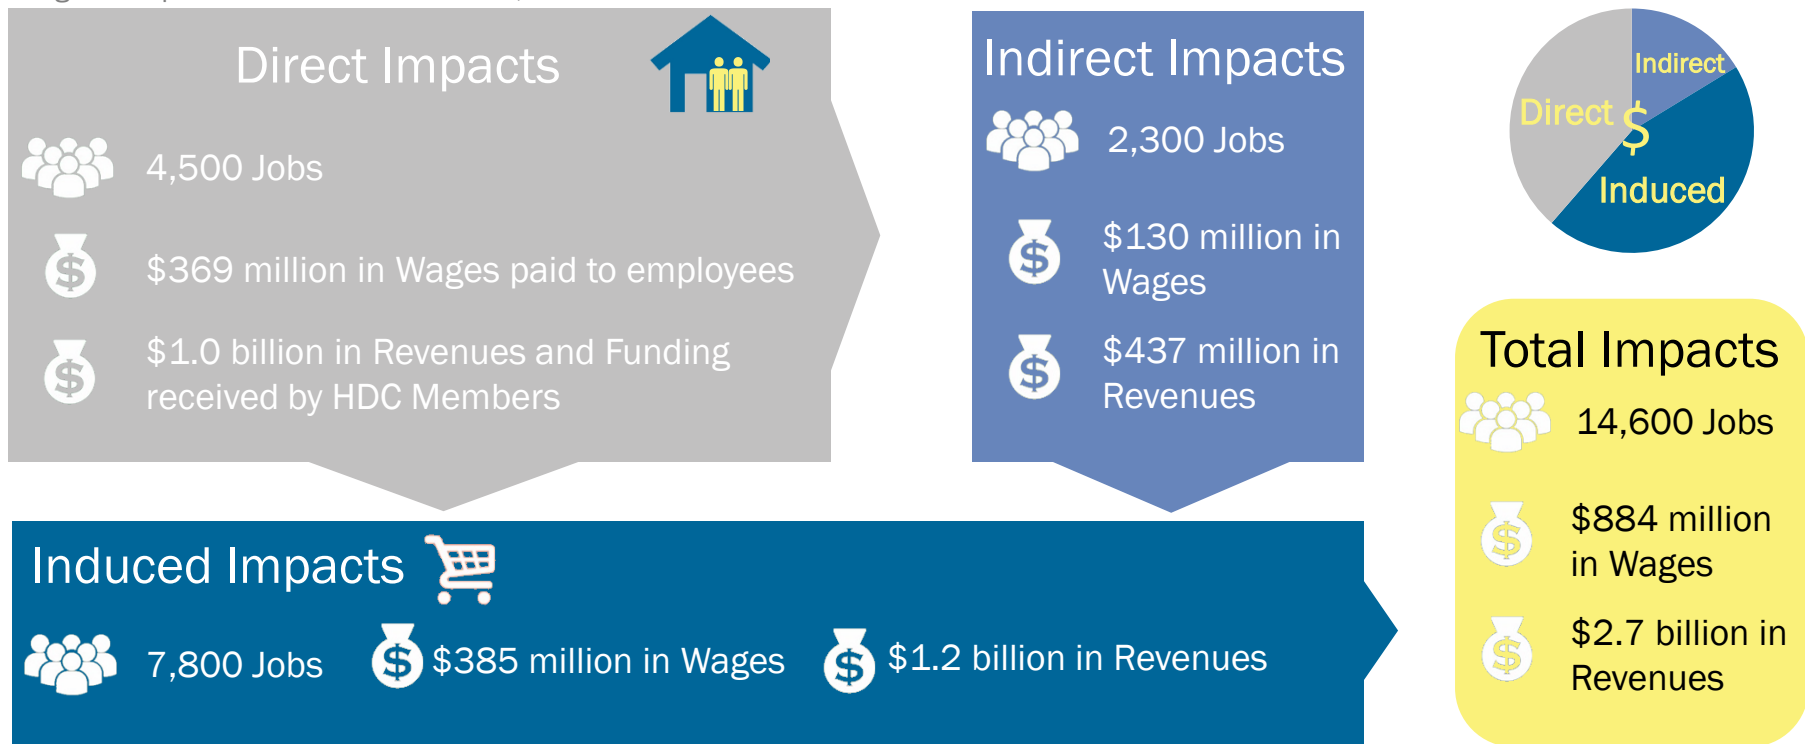 Direct Impacts
4,500 Jobs
$369 million in Wages paid to employees
$1.0 billion in Revenues and Funding
received by HDC Members
Indirect Impacts
2,300 Jobs
$130 million in
Wages
$437 million in
Revenues
Indirect
Direct
$
Induced
Total Impacts
14,600 Jobs
$884 million
in Wages
$2.7 billion in
Revenues
Induced Impacts
7,800 Jobs
$385 million in Wages
$1.2 billion in Revenues